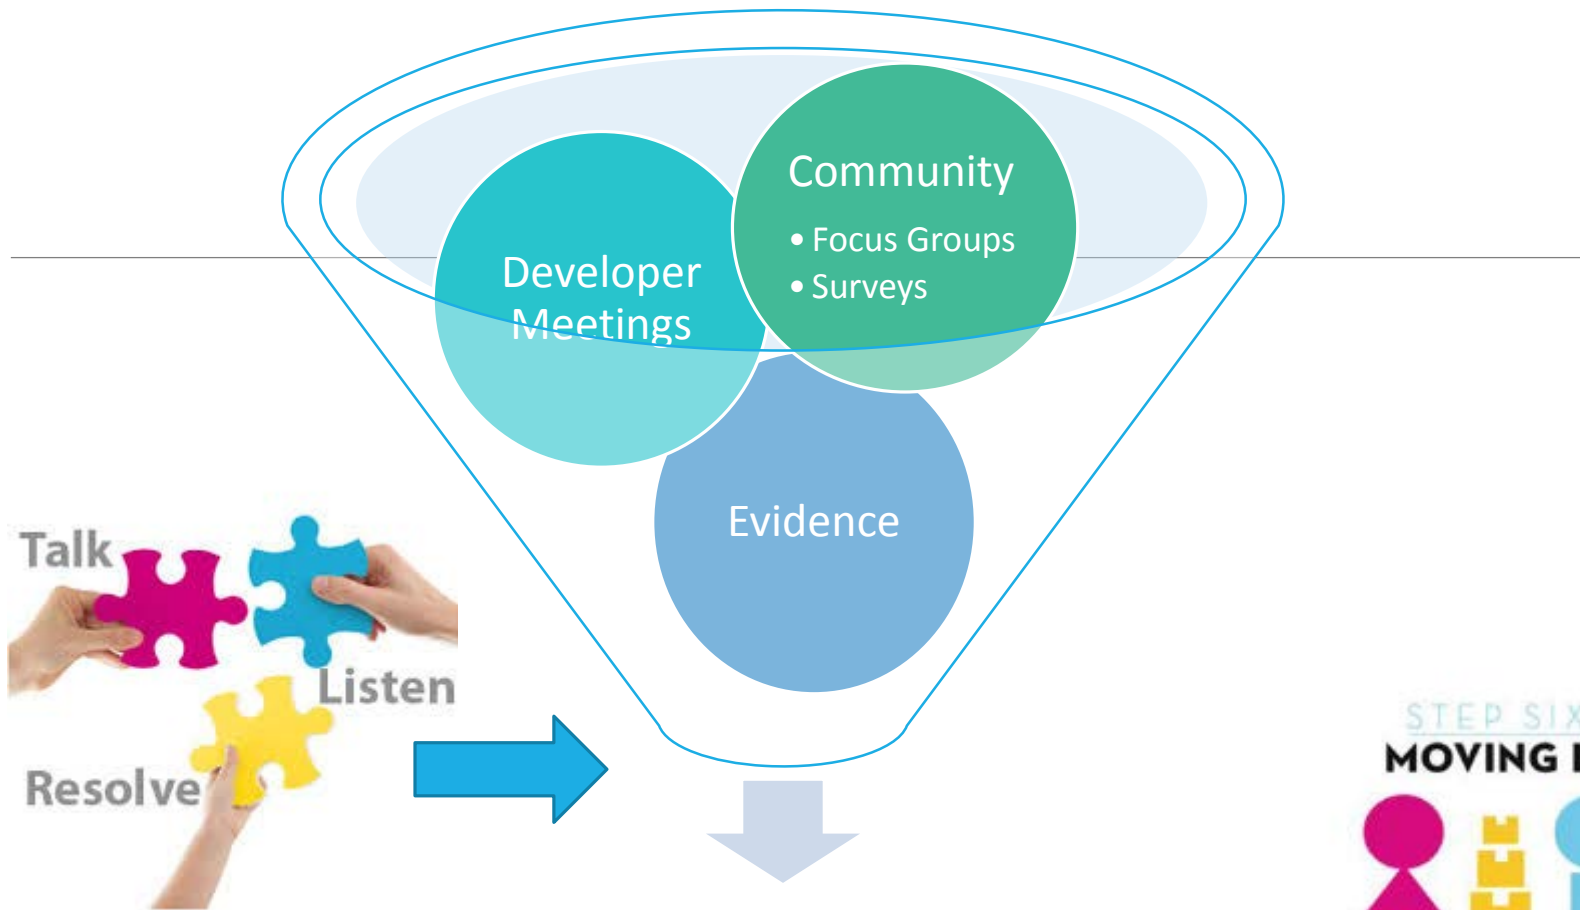 Community
• Focus Groups
• Surveys
Developer
Meetings
Evidence
Talk
Listen
Resolve
STEP SIX
MOVING